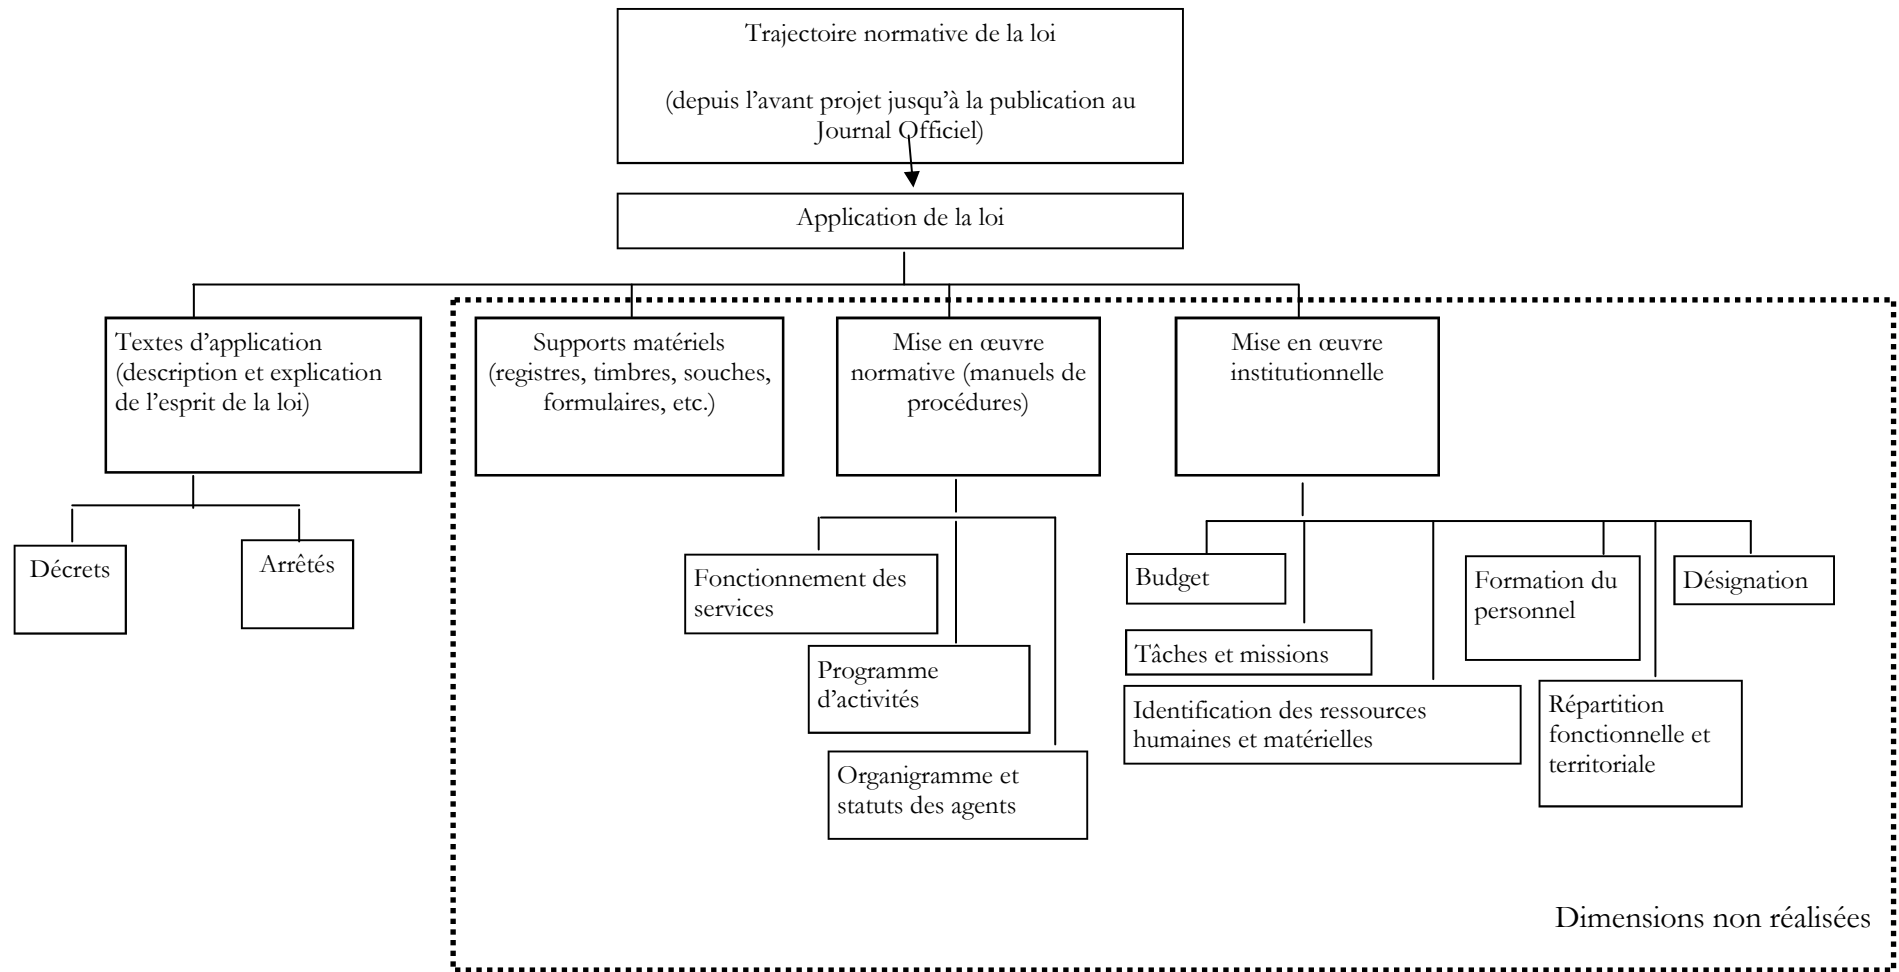 Trajectoire normative de la loi
(depuis l’avant projet jusqu’à la publication au
Journal Officiel)
Application de la loi
Textes d’application
(description et explication
de l’esprit de la loi)
Supports matériels
(registres, timbres, souches,
formulaires, etc.)
Mise en œuvre
normative (manuels de
procédures)
Mise en œuvre
institutionnelle
Décrets
Arrêtés
Fonctionnement des
services
Programme
d’activités
Organigramme et
statuts des agents
Budget
Tâches et missions
Identification des ressources
humaines et matérielles
Formation du
personnel
Répartition
fonctionnelle et
territoriale
Désignation
Dimensions non réalisées